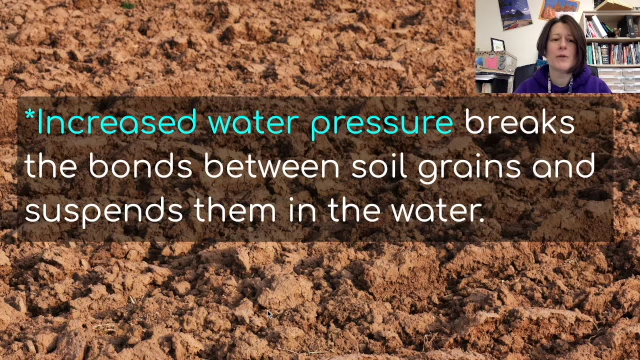 *Increased water pressure breaks
the bonds between soil grains and
suspends them in the water.